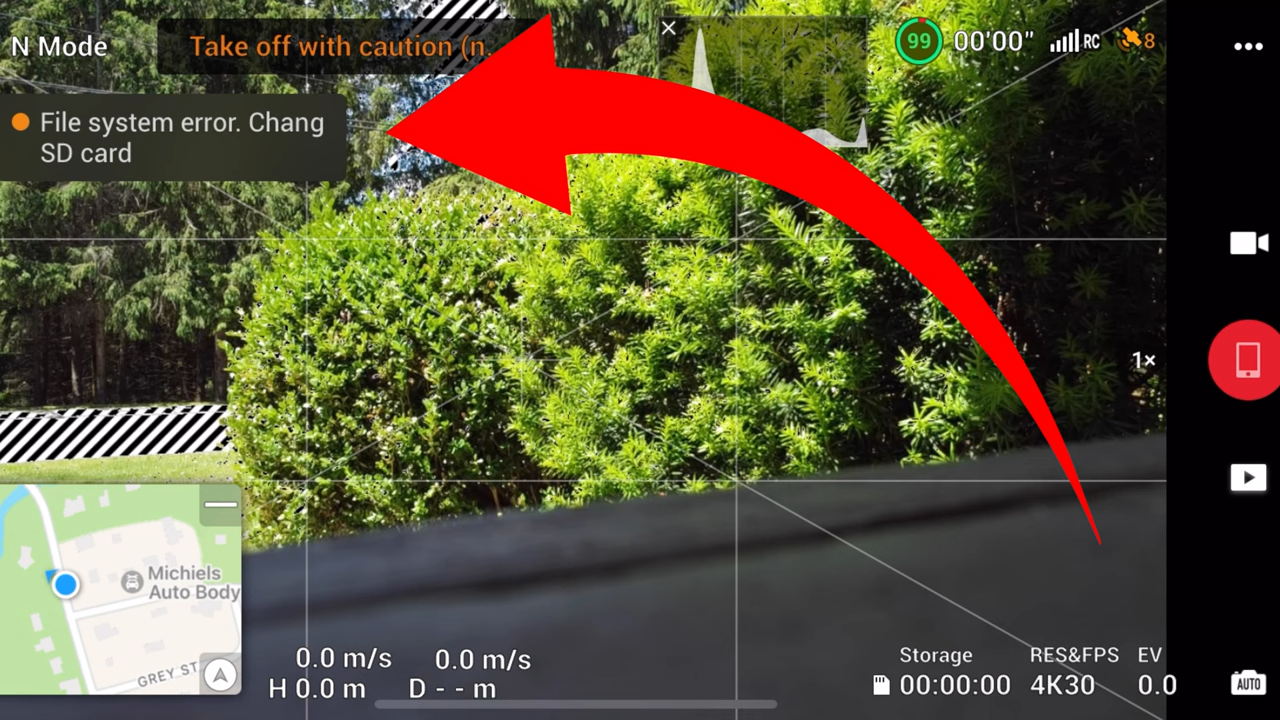 N Mode
Take off with caution (n.
99
00'00"
RC
8
File system error. Chang
SD card
1×
Michiels
Auto Body
GREY ST
0.0 m/s
0.0 m/s
H 0.0 m
D - - m
Storage
RES&FPS
EV
00:00:00
4K30
0.0
AUTO